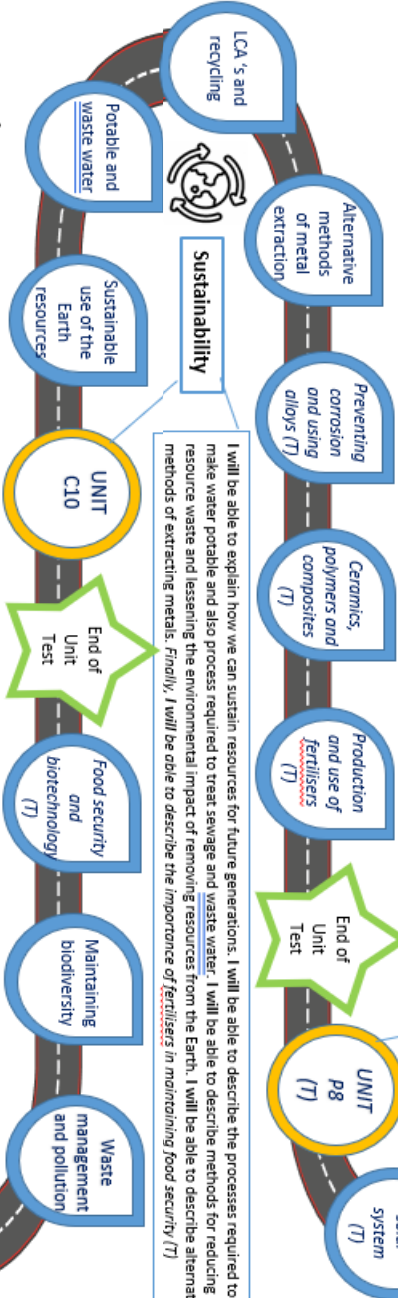 LCA 's and
recycling
Alternative
methods
of metal
extraction
Preventing
corrosion
and using
alloys (T)
Ceramics,
polymers and
composites
(T)
Production
and use of
fertilisers
(T)
End of
Unit
Test
UNIT
P8
(T)
system
(T)
Sustainability
I will be able to explain how we can sustain resources for future generations. I will be able to describe the processes required to
make water potable and also process required to treat sewage and waste water. I will be able to describe methods for reducing
resource waste and lessening the environmental impact of removing resources from the Earth. I will be able to describe alternat
methods of extracting metals. Finally, I will be able to describe the importance of fertilisers in maintaining food security (T)
Potable and
waste water
Sustainable
use of the
Earth
resources
UNIT
C10
End of
Unit
Test
Food security
and
biotechnology
(T)
Maintaining
biodiversity
Waste
management
and pollution